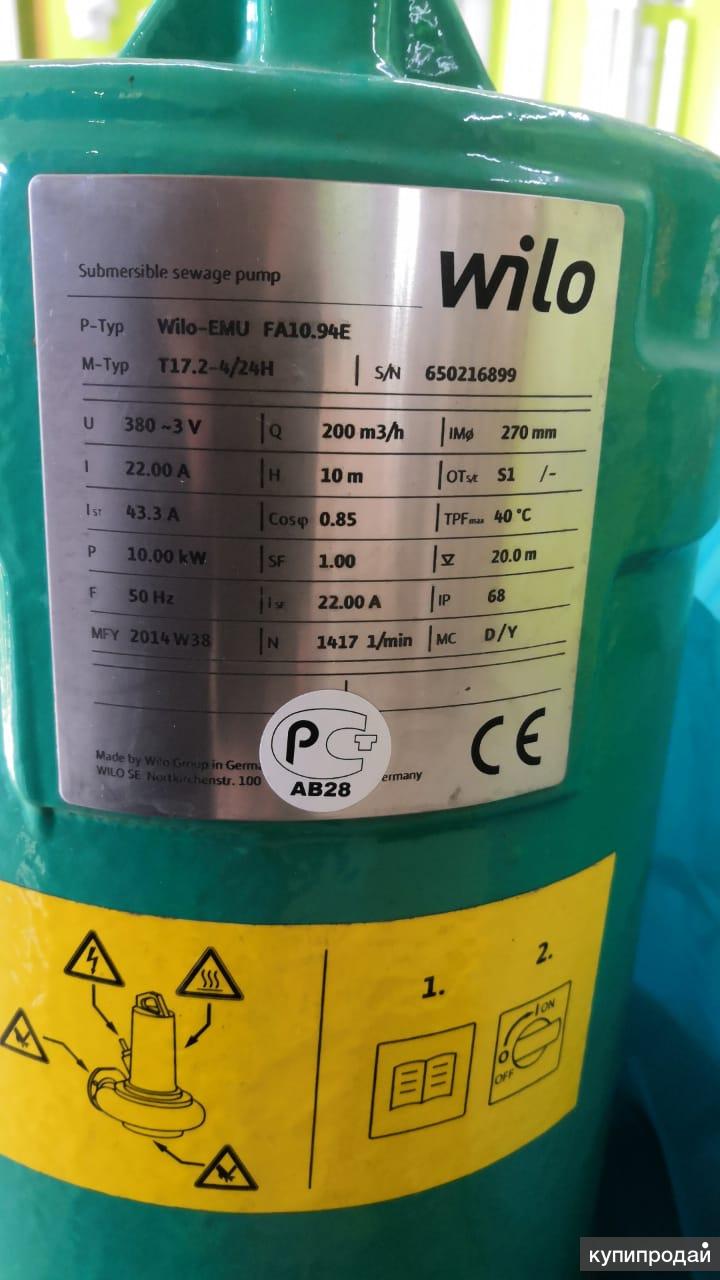 wilo
Submersible sewage pump
P-Typ Wilo-EMU FA10.94E
M-Typ T17.2-4/24H S/N 650216899
U 380 ~3 V Q 200 m3/h IMø 270 mm
I 22.00 A H 10 m OTs/E S1 /-
IST 43.3 A Cosφ 0.85 TPFmax 40 °C
P 10.00 kW SF 1.00 20.0 m
F 50 Hz ISF 22.00 A IP 68
MFY 2014 W38 N 1417 1/min MC D/Y
Made by Wilo Group in Germa
WILO SE Nortkirchenstr. 100 ermany
РСТ
АВ28
CE
1.
2.
ON
O
OFF
купипродай